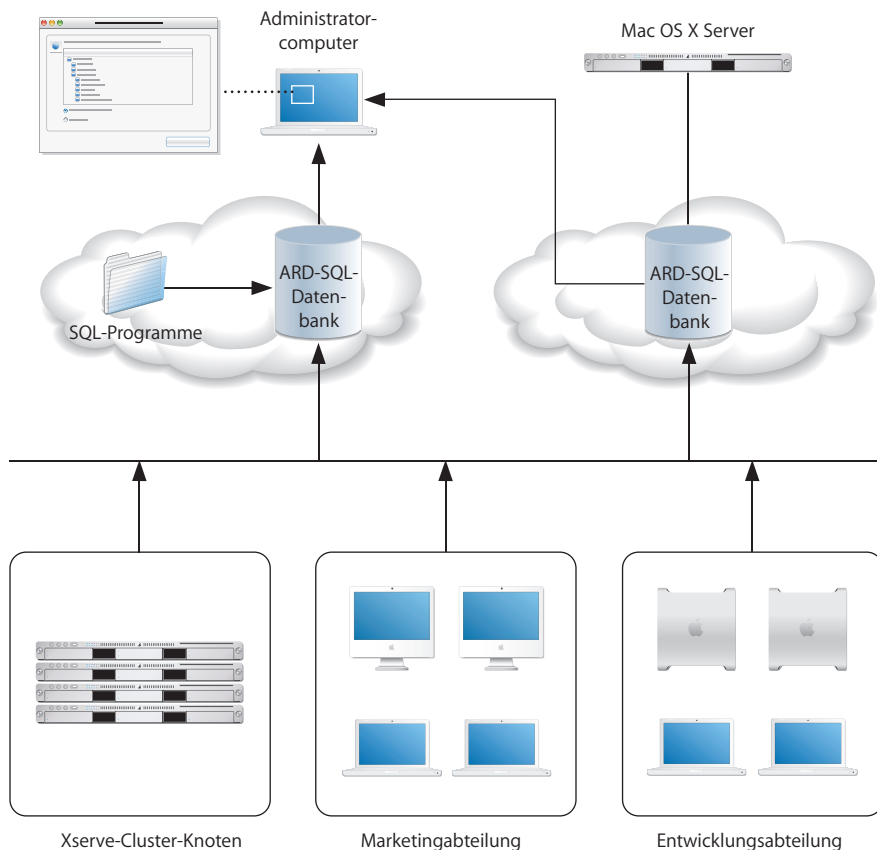 Administrator-
computer
Mac OS X Server
ARD-SQL-
Daten-
bank
SQL-Programme
ARD-SQL-
Daten-
bank
Xserve-Cluster-Knoten
Marketingabteilung
Entwicklungsabteilung